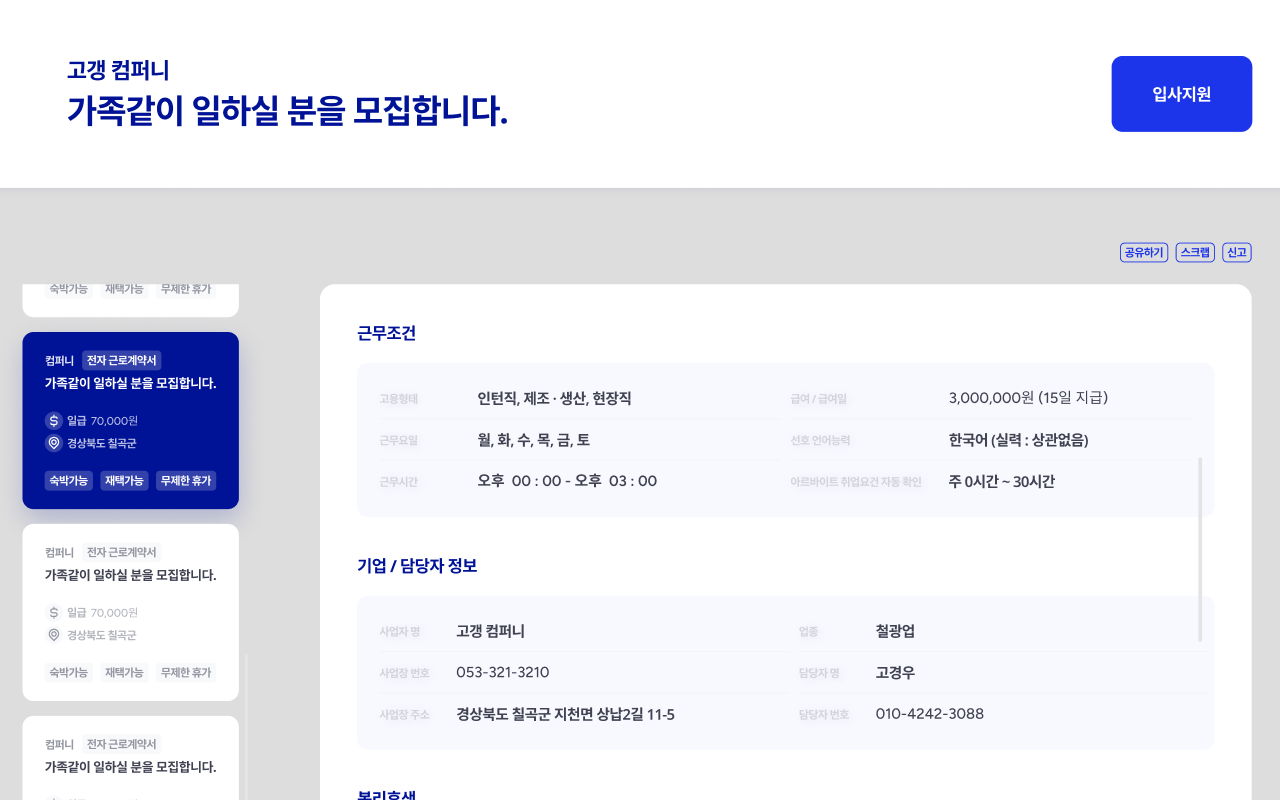 고갱 컴퍼니
가족같이 일하실 분을 모집합니다.
입사지원
공유하기 스크랩 신고
숙박가능 재택가능 무제한 휴가
컴퍼니 전자 근로계약서
가족같이 일하실 분을 모집합니다.
$ 일급 70,000원
경상북도 칠곡군
숙박가능 재택가능 무제한 휴가
컴퍼니 전자 근로계약서
가족같이 일하실 분을 모집합니다.
$ 일급 70,000원
경상북도 칠곡군
숙박가능 재택가능 무제한 휴가
컴퍼니 전자 근로계약서
가족같이 일하실 분을 모집합니다.
근무조건
고용형태 인턴직, 제조 · 생산, 현장직 급여 / 급여일 3,000,000원 (15일 지급)
근무요일 월, 화, 수, 목, 금, 토 선호 언어능력 한국어 (실력 : 상관없음)
근무시간 오후 00 : 00 - 오후 03 : 00 아르바이트 취업요건 자동 확인 주 0시간 ~ 30시간
기업 / 담당자 정보
사업자 명 고갱 컴퍼니 업종 철광업
사업장 번호 053-321-3210 담당자 명 고경우
사업장 주소 경상북도 칠곡군 지천면 상납2길 11-5 담당자 번호 010-4242-3088
복리후생